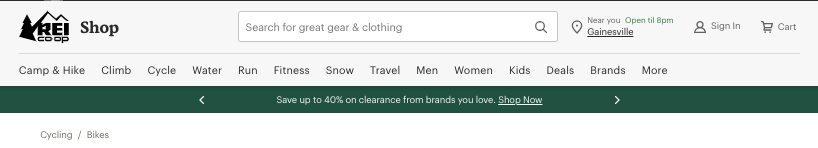 REI
CO·OP
Shop
Search for great gear & clothing
Near you Open til 8pm
Gainesville
Sign In
Cart
Camp & Hike Climb Cycle Water Run Fitness Snow Travel Men Women Kids Deals Brands More
Save up to 40% on clearance from brands you love. Shop Now
Cycling / Bikes